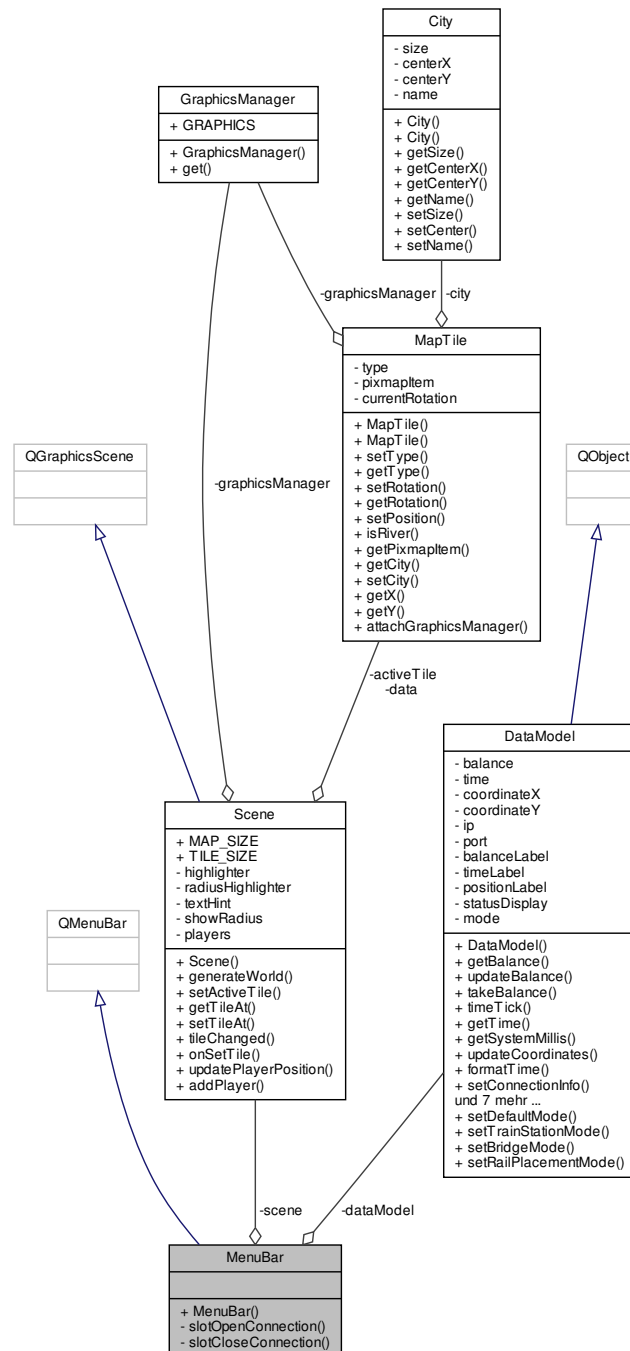 City
- size
- centerX
- centerY
- name
+ City()
+ City()
+ getSize()
+ getCenterX()
+ getCenterY()
+ getName()
+ setSize()
+ setCenter()
+ setName()
GraphicsManager
+ GRAPHICS
+ GraphicsManager()
+ get()
-graphicsManager
-city
MapTile
- type
- pixmapItem
- currentRotation
+ MapTile()
+ MapTile()
+ setType()
+ getType()
+ setRotation()
+ getRotation()
+ setPosition()
+ isRiver()
+ getPixmapItem()
+ getCity()
+ setCity()
+ getX()
+ getY()
+ attachGraphicsManager()
QGraphicsScene
-graphicsManager
QObject
-activeTile
-data
DataModel
- balance
- time
- coordinateX
- coordinateY
- ip
- port
- balanceLabel
- timeLabel
- positionLabel
- statusDisplay
- mode
+ DataModel()
+ getBalance()
+ updateBalance()
+ takeBalance()
+ timeTick()
+ getTime()
+ getSystemMillis()
+ updateCoordinates()
+ formatTime()
+ setConnectionInfo()
und 7 mehr ...
+ setDefaultMode()
+ setTrainStationMode()
+ setBridgeMode()
+ setRailPlacementMode()
Scene
+ MAP_SIZE
+ TILE_SIZE
- highlighter
- radiusHighlighter
- textHint
- showRadius
- players
+ Scene()
+ generateWorld()
+ setActiveTile()
+ getTileAt()
+ setTileAt()
+ tileChanged()
+ onSetTile()
+ updatePlayerPosition()
+ addPlayer()
QMenuBar
-scene
-dataModel
MenuBar
+ MenuBar()
- slotOpenConnection()
- slotCloseConnection()